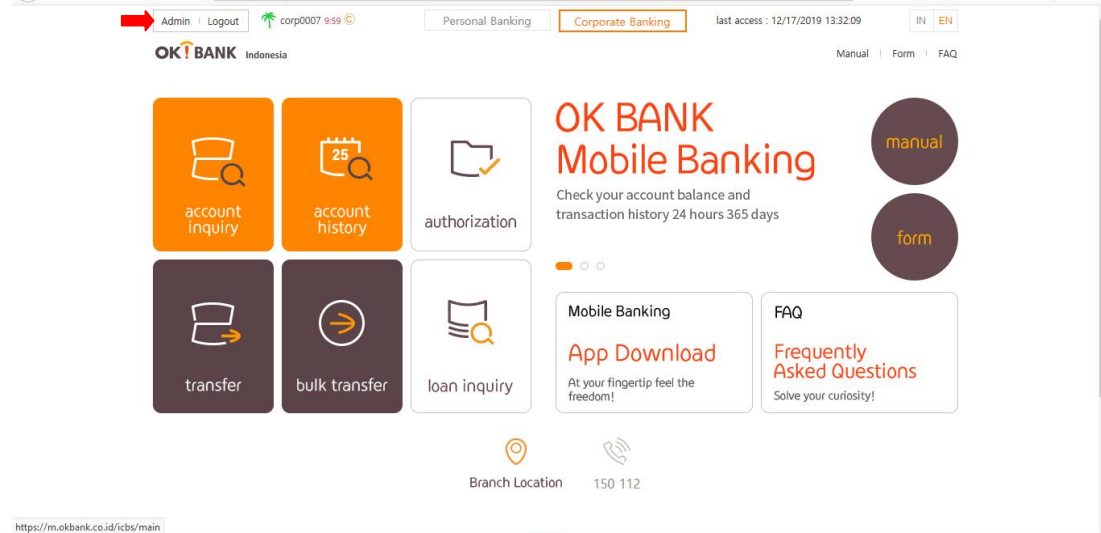 Admin Logout corp0007 9:59 C Personal Banking Corporate Banking last access : 12/17/2019 13:32:09 IN EN
OK! BANK Indonesia Manual Form FAQ
account
inquiry
25
account
history
authorization
OK BANK
Mobile Banking
Check your account balance and
transaction history 24 hours 365 days
manual
form
transfer
bulk transfer
loan inquiry
Mobile Banking
App Download
At your fingertip feel the
freedom!
FAQ
Frequently
Asked Questions
Solve your curiosity!
Branch Location
150 112
https://m.okbank.co.id/icbs/main